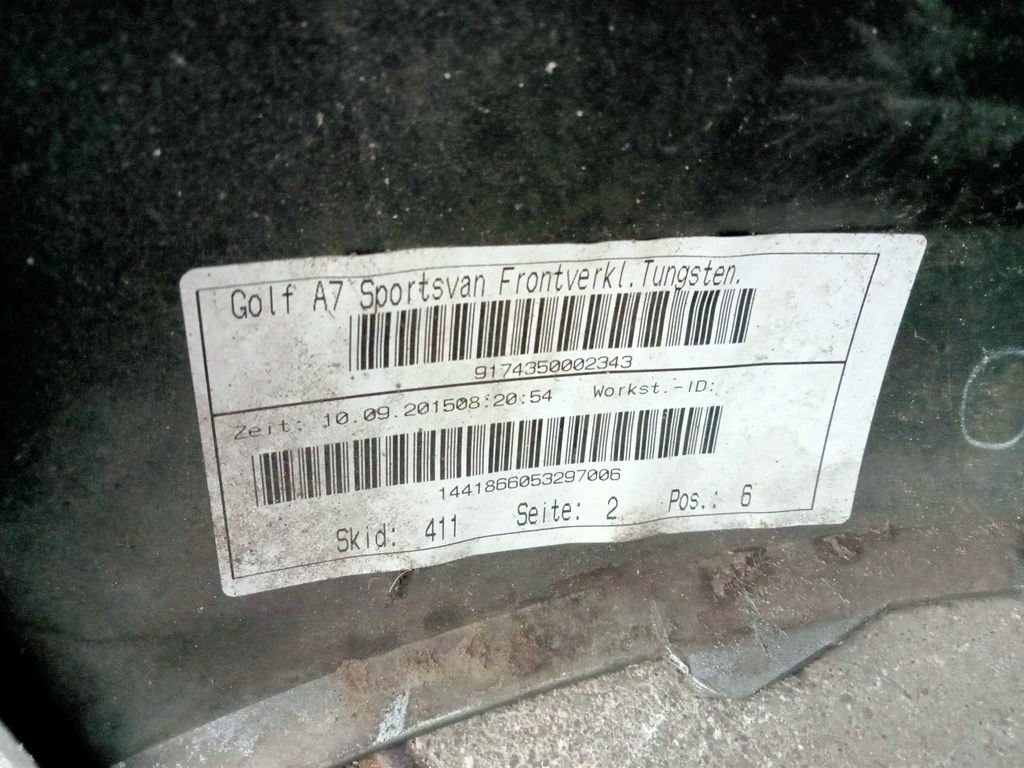 Golf A7 Sportsvan Frontverkl.Tungsten.
9174350002343
Zeit: 10.09.201508:20:54 Workst.-ID:
1441866053297006
Skid: 411 Seite: 2 Pos.: 6